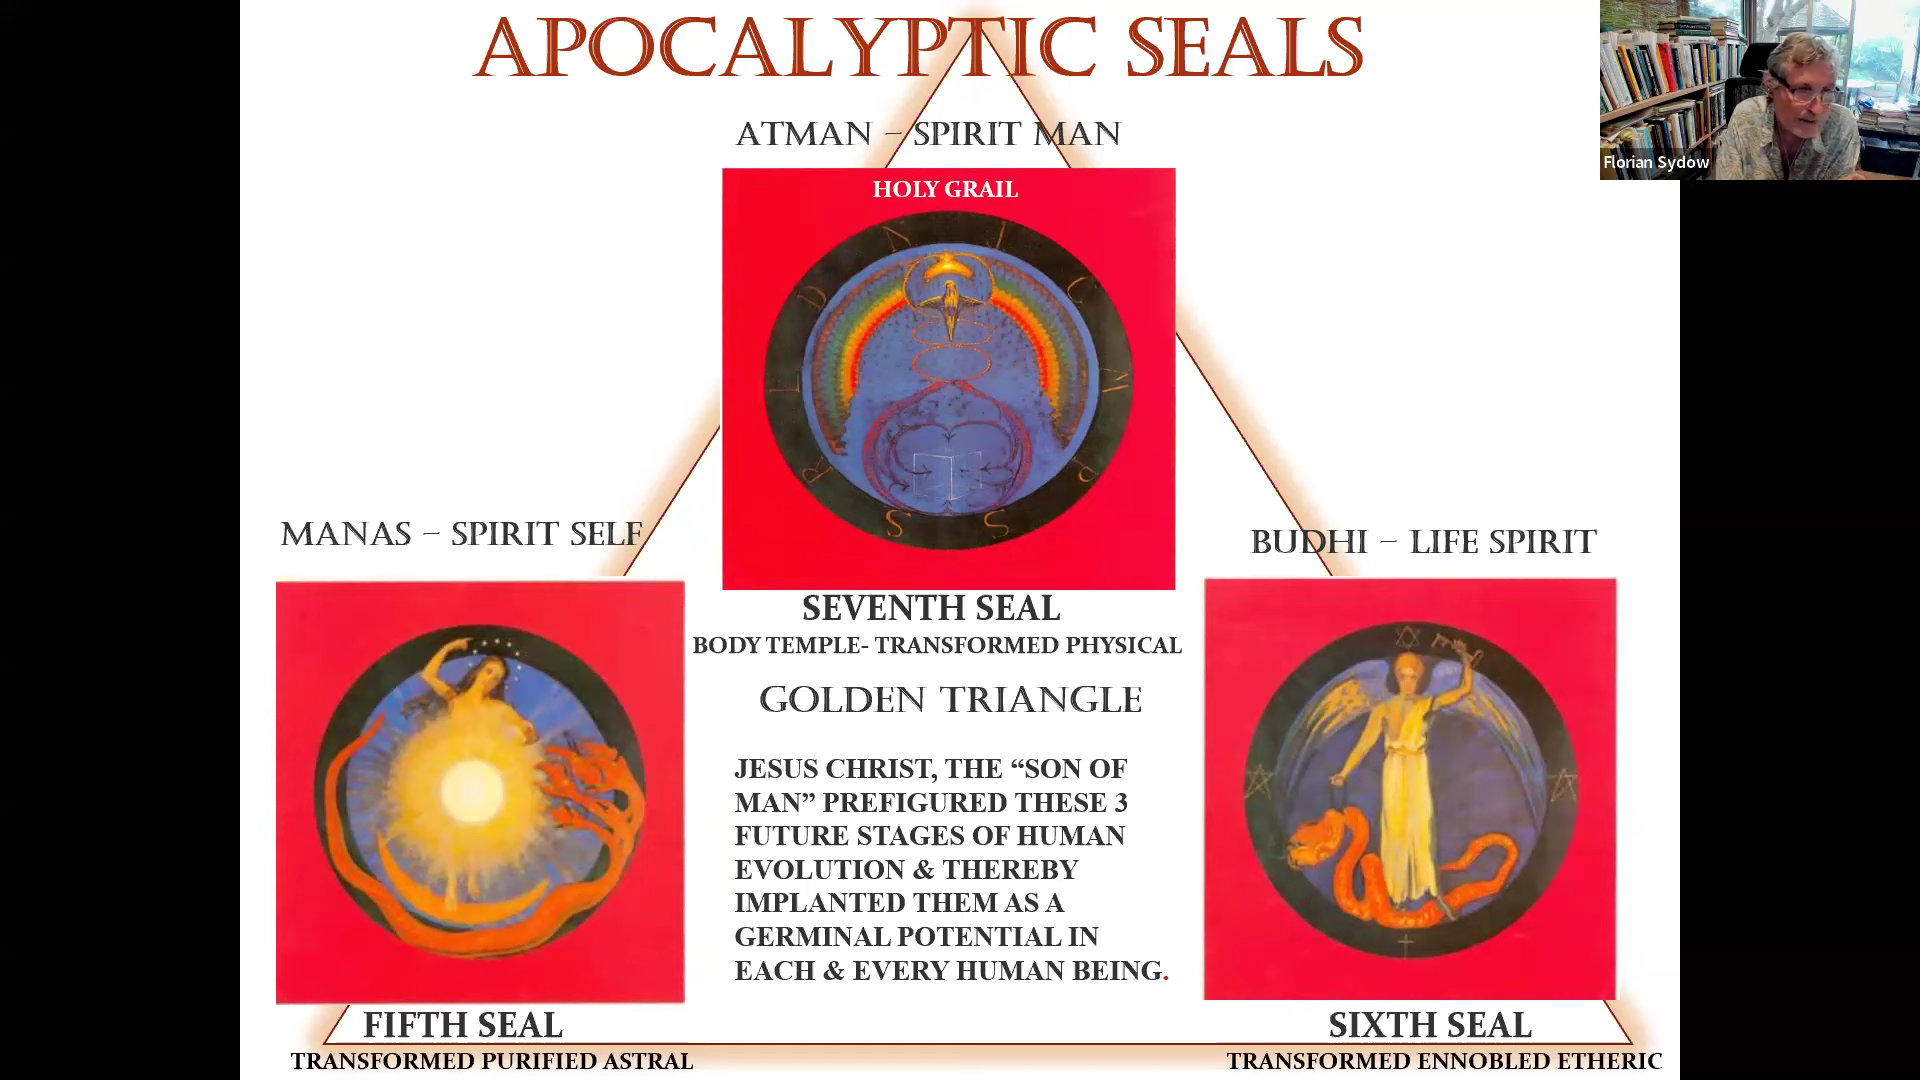 APOCALYPTIC SEALS
ATMAN – SPIRIT MAN
Florian Sydow
HOLY GRAIL
E D N J C M P S S R
MANAS – SPIRIT SELF
BUDHI – LIFE SPIRIT
SEVENTH SEAL
BODY TEMPLE- TRANSFORMED PHYSICAL
GOLDEN TRIANGLE
JESUS CHRIST, THE “SON OF
MAN” PREFIGURED THESE 3
FUTURE STAGES OF HUMAN
EVOLUTION & THEREBY
IMPLANTED THEM AS A
GERMINAL POTENTIAL IN
EACH & EVERY HUMAN BEING.
FIFTH SEAL
TRANSFORMED PURIFIED ASTRAL
SIXTH SEAL
TRANSFORMED ENNOBLED ETHERIC